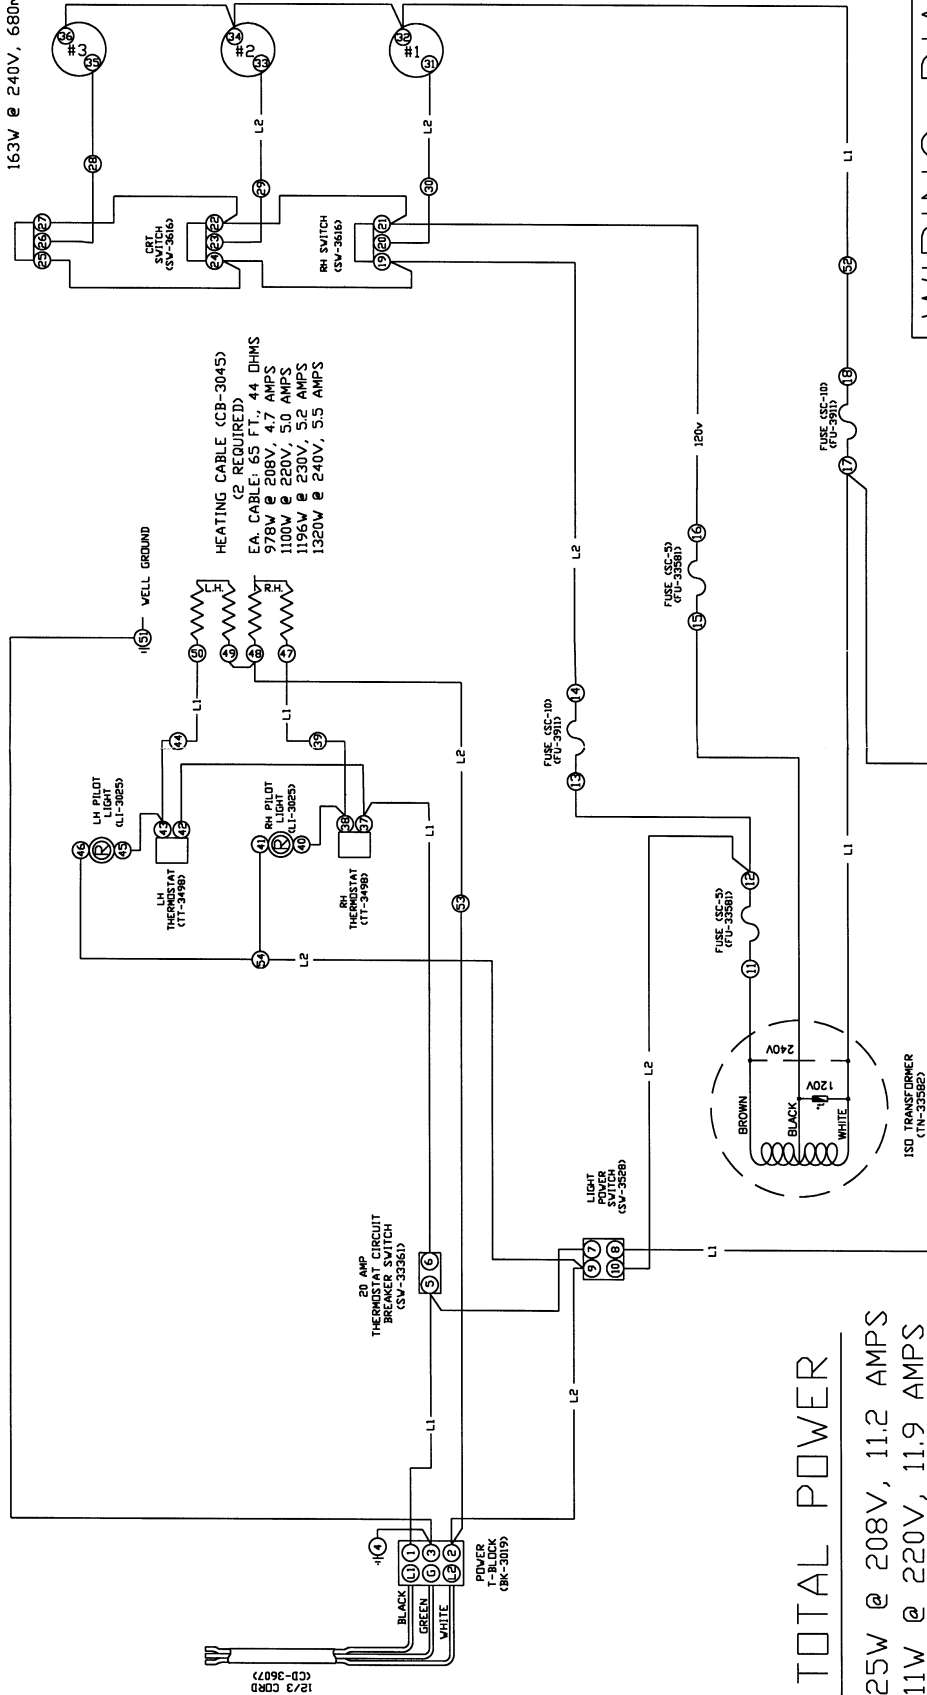 163W @ 240V, 680
36
#3
35
34
#2
33
32
#1
31
28
L2
29
L2
30
L1
27
26
25
CRT
SWITCH
(SW-3616)
22
23
24
RH SWITCH
(SW-3616)
21
20
19
52
HEATING CABLE (CB-3045)
(2 REQUIRED)
EA. CABLE: 65 FT., 44 OHMS
978W @ 208V, 4.7 AMPS
1100W @ 220V, 5.0 AMPS
1196W @ 230V, 5.2 AMPS
1320W @ 240V, 5.5 AMPS
FUSE (SC-10)
(FU-3911)
18
17
120v
L2
WELL GROUND
51
L.H.
R.H.
50
49
48
47
FUSE (SC-5)
(FU-33581)
16
15
L1
L1
44
39
L2
FUSE (SC-10)
(FU-3911)
14
13
LH PILOT
LIGHT
(LI-3025)
46
R
45
43
42
LH
THERMOSTAT
(TT-3498)
RH PILOT
LIGHT
(LI-3025)
41
R
40
38
37
RH
THERMOSTAT
(TT-3498)
L1
53
54
L2
L1
FUSE (SC-5)
(FU-33581)
12
11
L2
240V
120V
BROWN
BLACK
WHITE
ISO TRANSFORMER
(TN-33582)
20 AMP
THERMOSTAT CIRCUIT
BREAKER SWITCH
(SW-33361)
5
6
LIGHT
POWER
SWITCH
(SW-3528)
9
7
10
8
L1
L1
L2
4
L1
1
G
3
L2
2
POWER
T-BLOCK
(BK-3019)
BLACK
GREEN
WHITE
12/3 CORD
(CD-3607)
TOTAL POWER
25W @ 208V, 11.2 AMPS
11W @ 220V, 11.9 AMPS